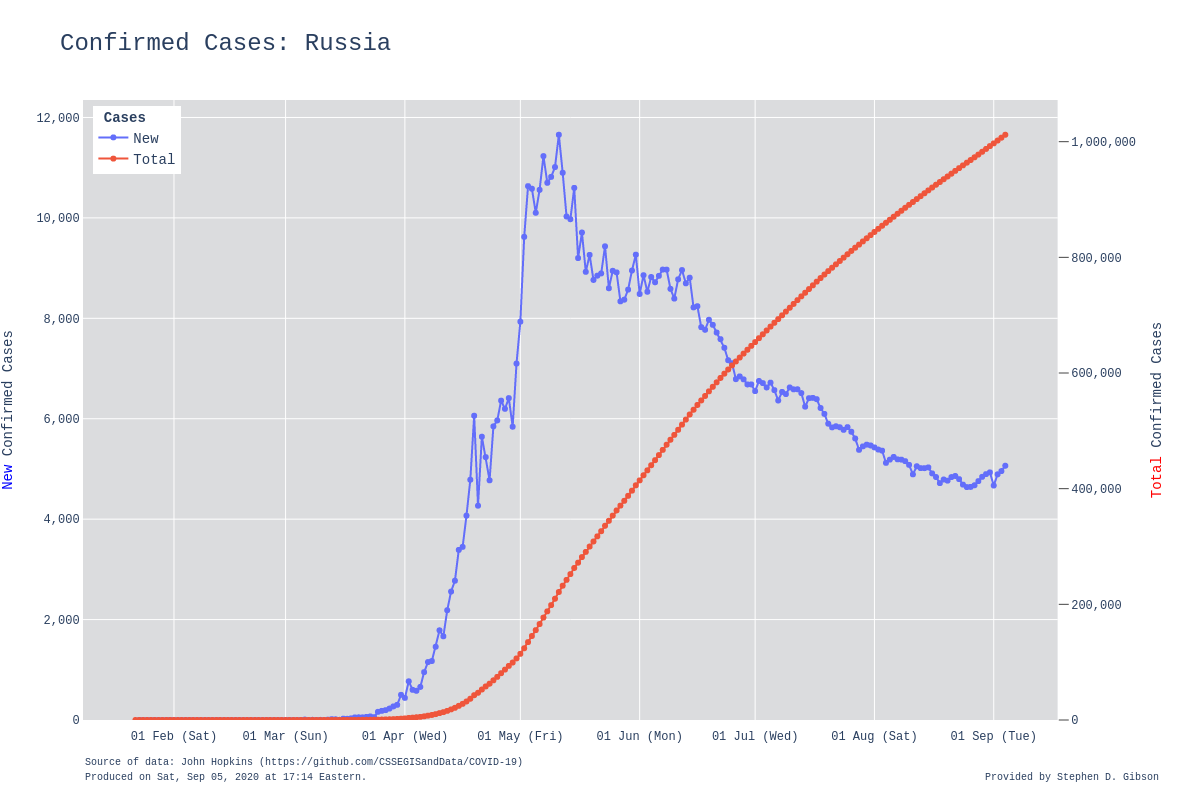 Confirmed Cases: Russia
Cases
New
Total
12,000
10,000
8,000
6,000
4,000
2,000
0
New Confirmed Cases
1,000,000
800,000
600,000
400,000
200,000
0
Total Confirmed Cases
01 Feb (Sat)
01 Mar (Sun)
01 Apr (Wed)
01 May (Fri)
01 Jun (Mon)
01 Jul (Wed)
01 Aug (Sat)
01 Sep (Tue)
Source of data: John Hopkins (https://github.com/CSSEGISandData/COVID-19)
Produced on Sat, Sep 05, 2020 at 17:14 Eastern.
Provided by Stephen D. Gibson